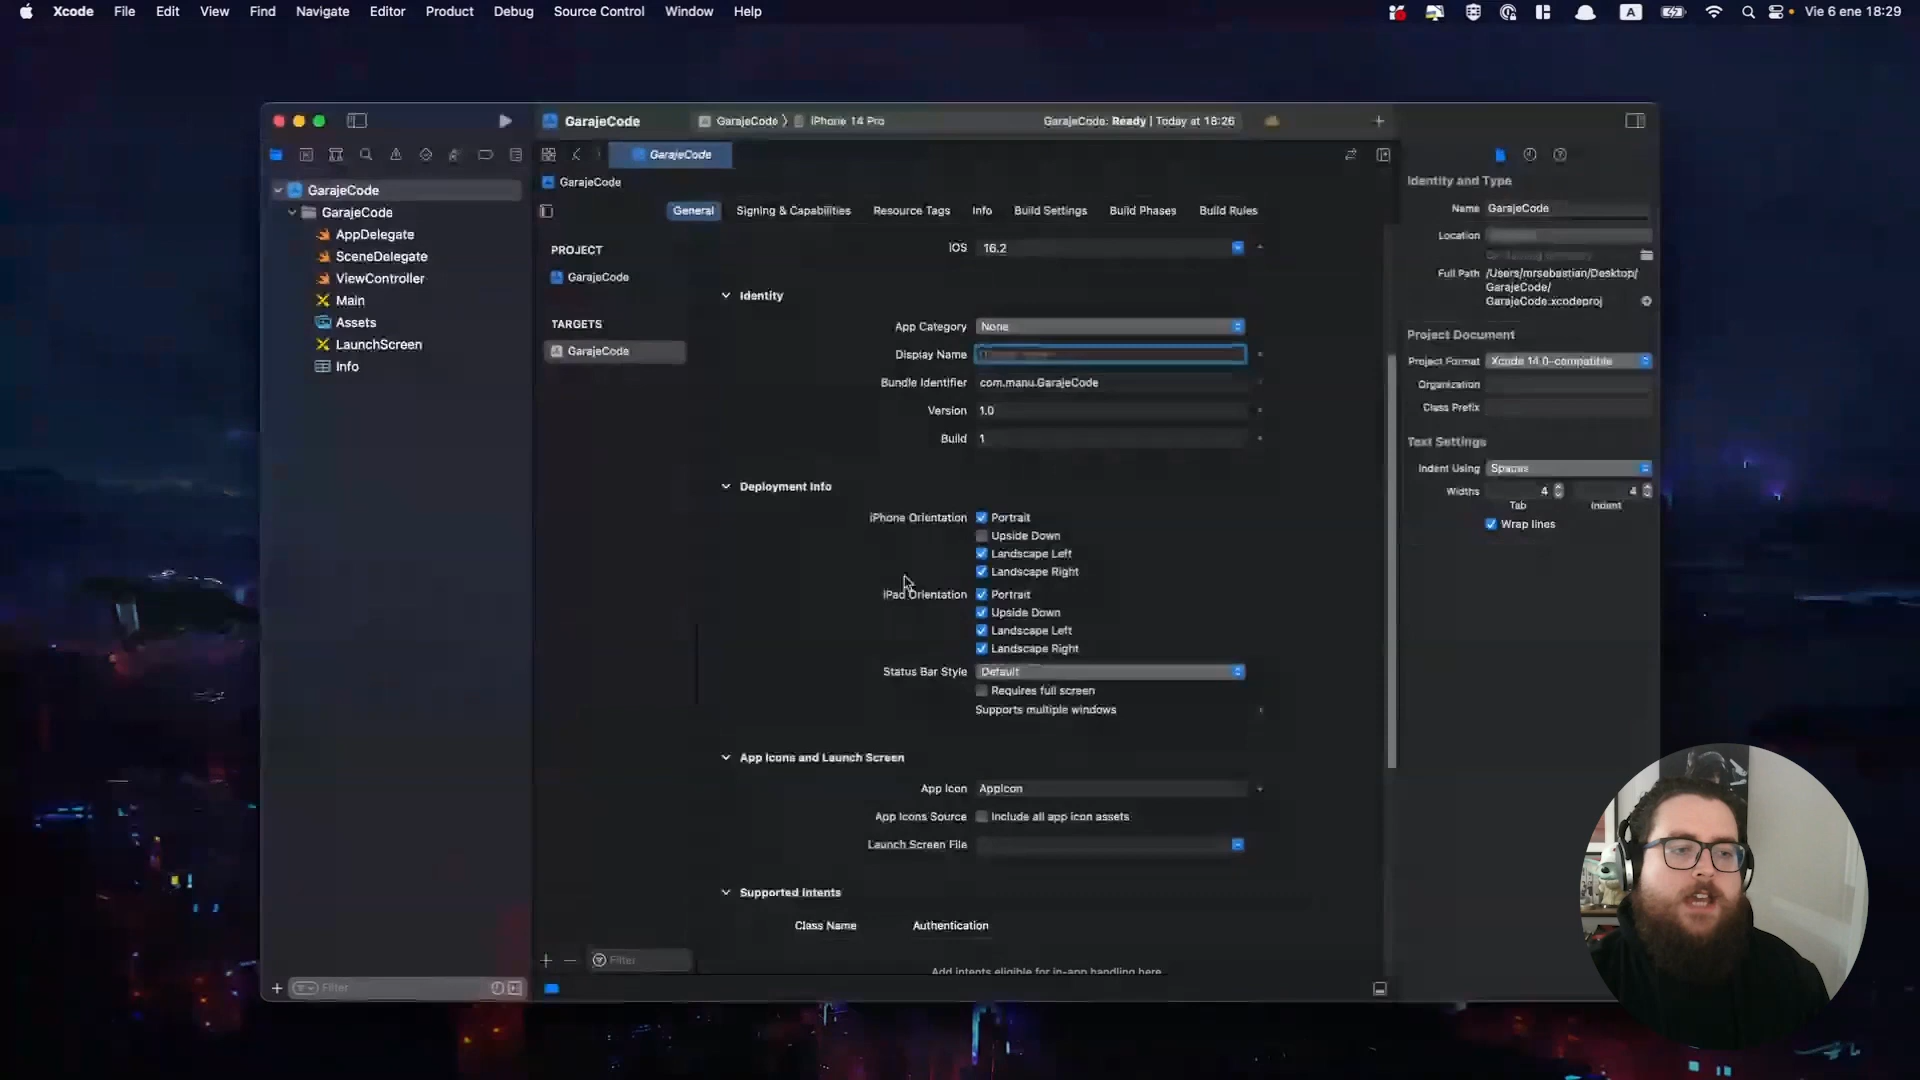 Xcode File Edit View Find Navigate Editor Product Debug Source Control Window Help
A
Vie 6 ene 18:29
GarajeCode
GarajeCode 〉 iPhone 14 Pro
GarajeCode: Ready | Today at 18:26
GarajeCode
GarajeCode
GarajeCode
GarajeCode
AppDelegate
SceneDelegate
ViewController
Main
Assets
LaunchScreen
Info
Filter
General Signing & Capabilities Resource Tags Info Build Settings Build Phases Build Rules
PROJECT
GarajeCode
TARGETS
GarajeCode
Filter
iOS 16.2
Identity
App Category None
Display Name
Bundle Identifier com.manu.GarajeCode
Version 1.0
Build 1
Deployment Info
iPhone Orientation Portrait
Upside Down
Landscape Left
Landscape Right
iPad Orientation Portrait
Upside Down
Landscape Left
Landscape Right
Status Bar Style Default
Requires full screen
Supports multiple windows
App Icons and Launch Screen
App Icon AppIcon
App Icons Source Include all app icon assets
Launch Screen File
Supported Intents
Class Name Authentication
Add intents eligible for in-app handling here
Identity and Type
Name GarajeCode
Location
Full Path /Users/mrsebastian/Desktop/
GarajeCode/
GarajeCode.xcodeproj
Project Document
Project Format Xcode 14.0-compatible
Organization
Class Prefix
Text Settings
Indent Using Spaces
Widths 4 4
Tab Indent
Wrap lines